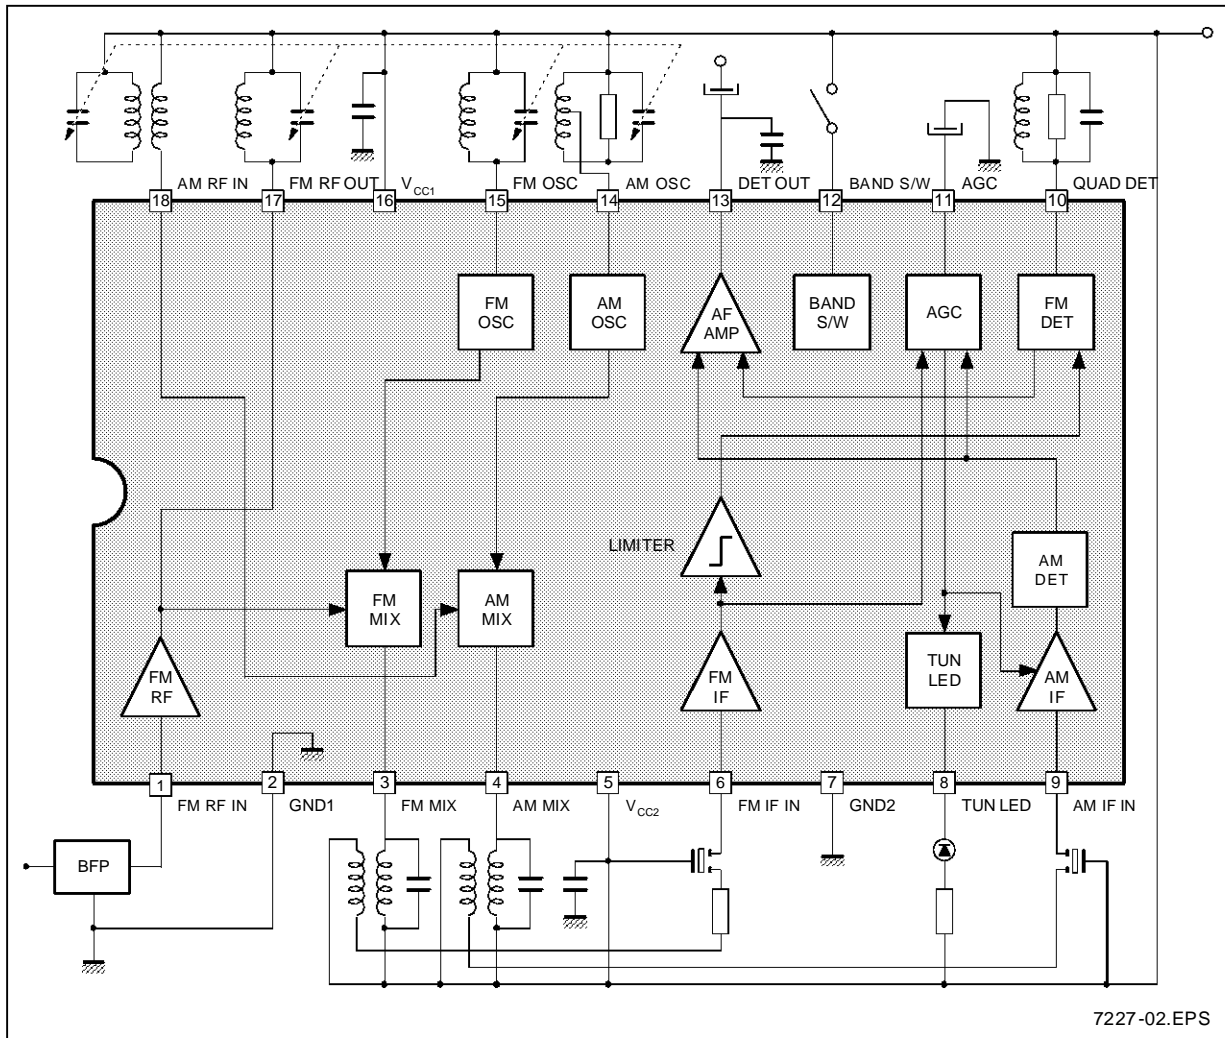 AM RF IN
FM RF OUT
VCC1
FM OSC
AM OSC
DET OUT
BAND S/W
AGC
QUAD DET
18
17
16
15
14
13
12
11
10
FM
OSC
AM
OSC
AF
AMP
BAND
S/W
AGC
FM
DET
LIMITER
AM
DET
FM
MIX
AM
MIX
FM
RF
FM
IF
TUN
LED
AM
IF
1
2
3
4
5
6
7
8
9
FM RF IN
GND1
FM MIX
AM MIX
VCC2
FM IF IN
GND2
TUN LED
AM IF IN
BFP
7227-02.EPS